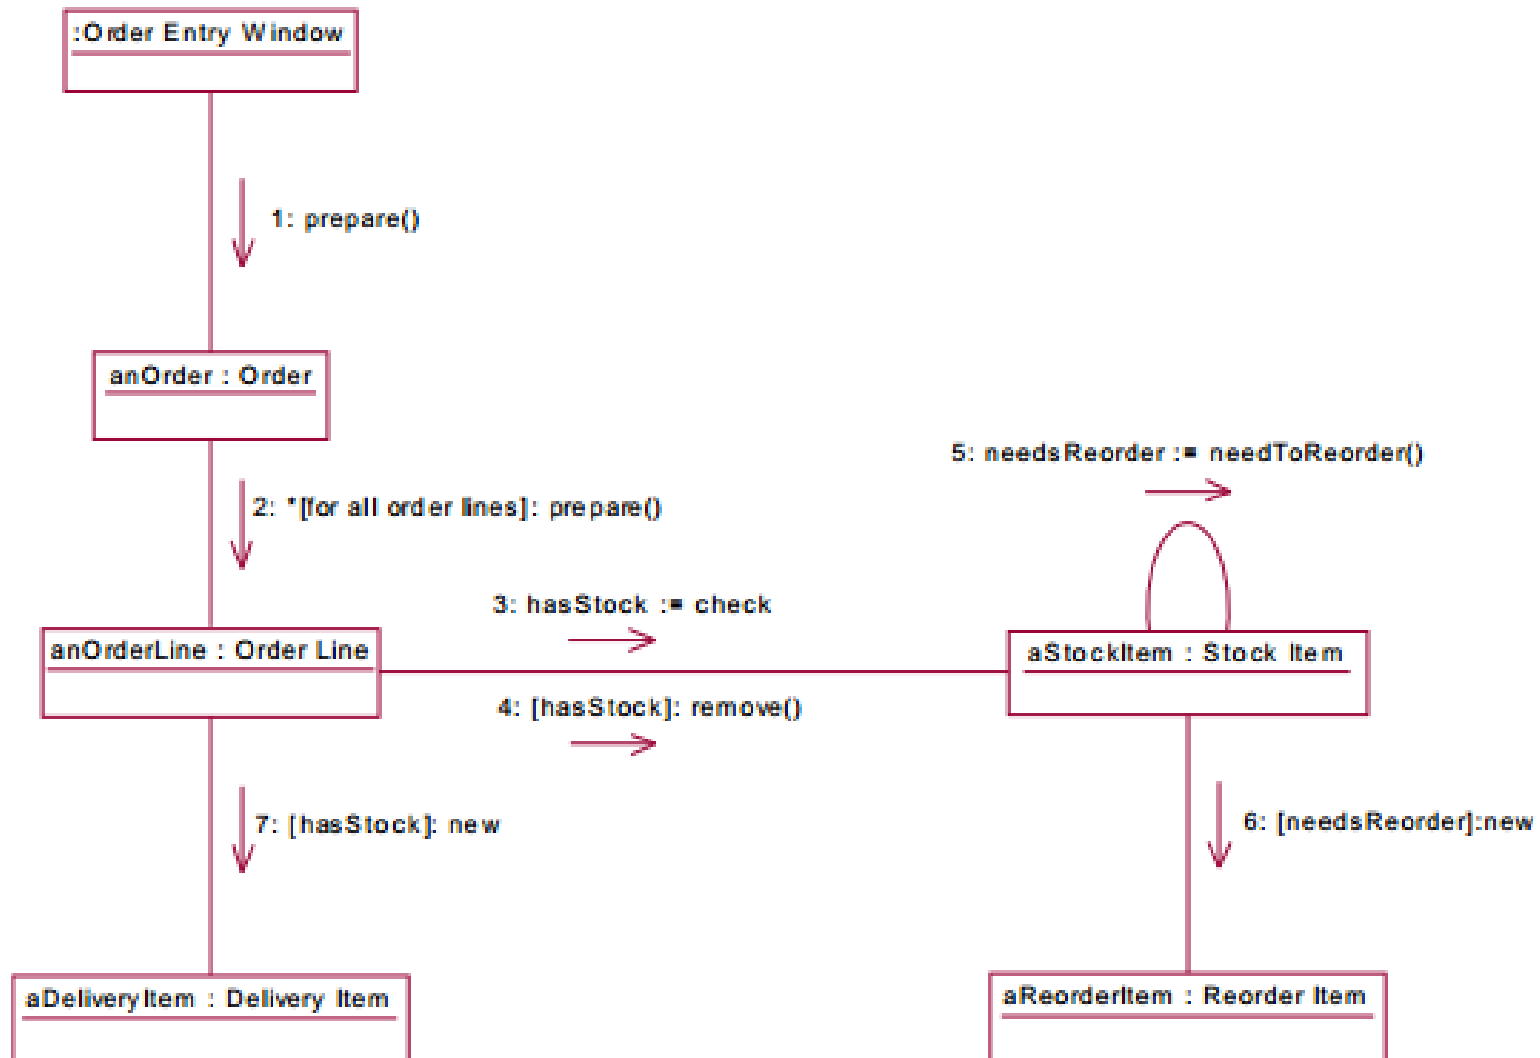 :Order Entry Window
1: prepare()
anOrder : Order
2: *[for all order lines]: prepare()
5: needsReorder := needToReorder()
3: hasStock := check
anOrderLine : Order Line
aStockItem : Stock Item
4: [hasStock]: remove()
7: [hasStock]: new
6: [needsReorder]:new
aDeliveryItem : Delivery Item
aReorderItem : Reorder Item